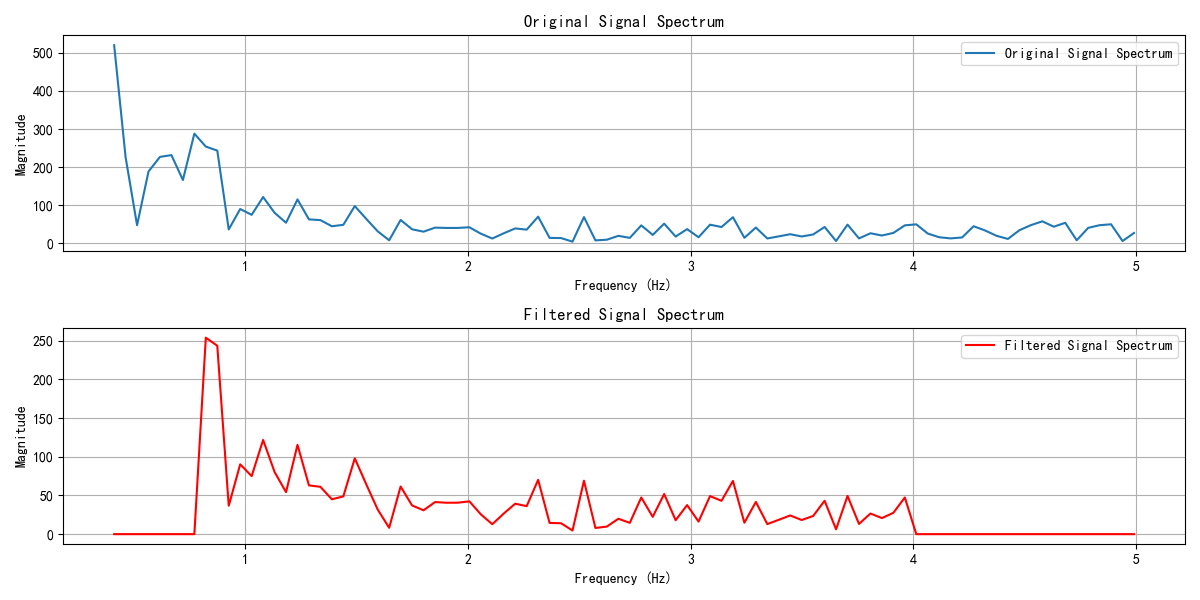 Original Signal Spectrum
500
400
300
200
100
0
Magnitude
Original Signal Spectrum
1
2
3
4
5
Frequency (Hz)
Filtered Signal Spectrum
250
200
150
100
50
0
Magnitude
Filtered Signal Spectrum
1
2
3
4
5
Frequency (Hz)